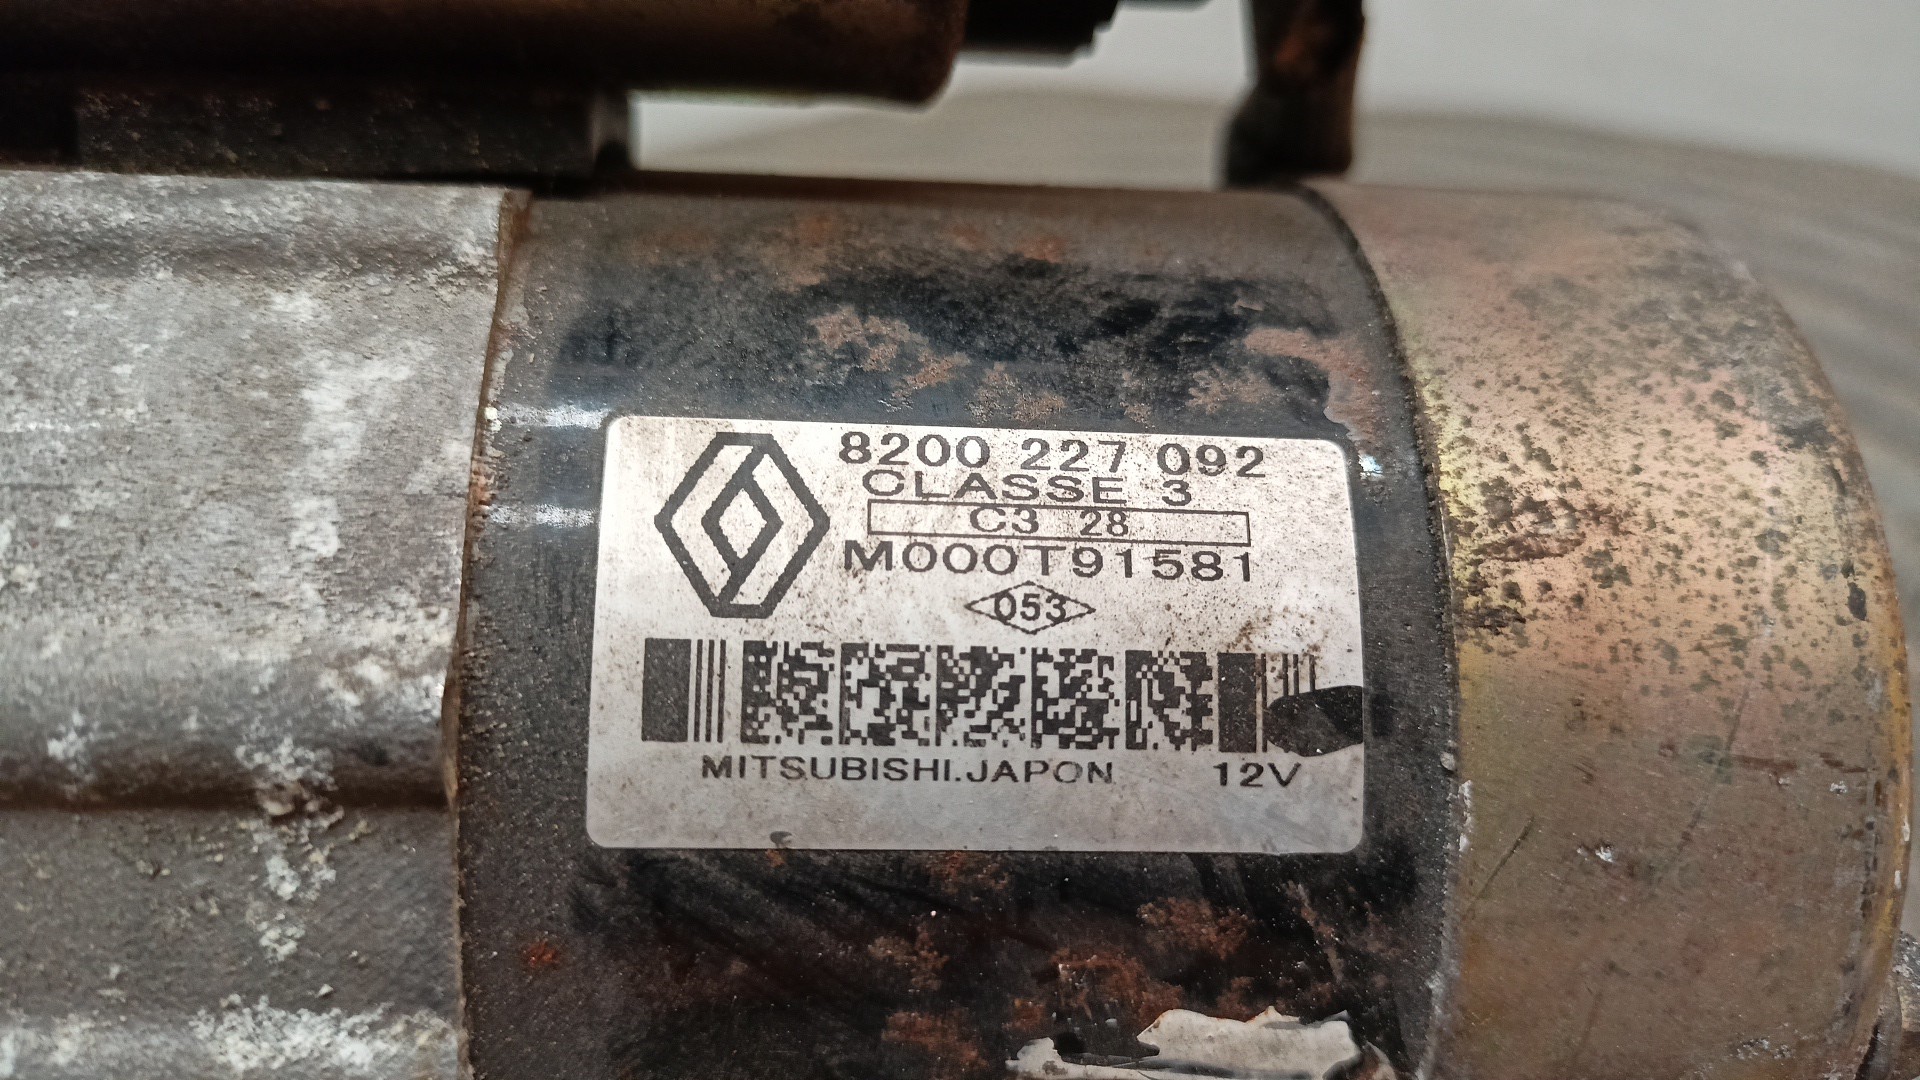 8200 227 092
CLASSE 3
C3 28
M000T91581
053
MITSUBISHI.JAPON 12V